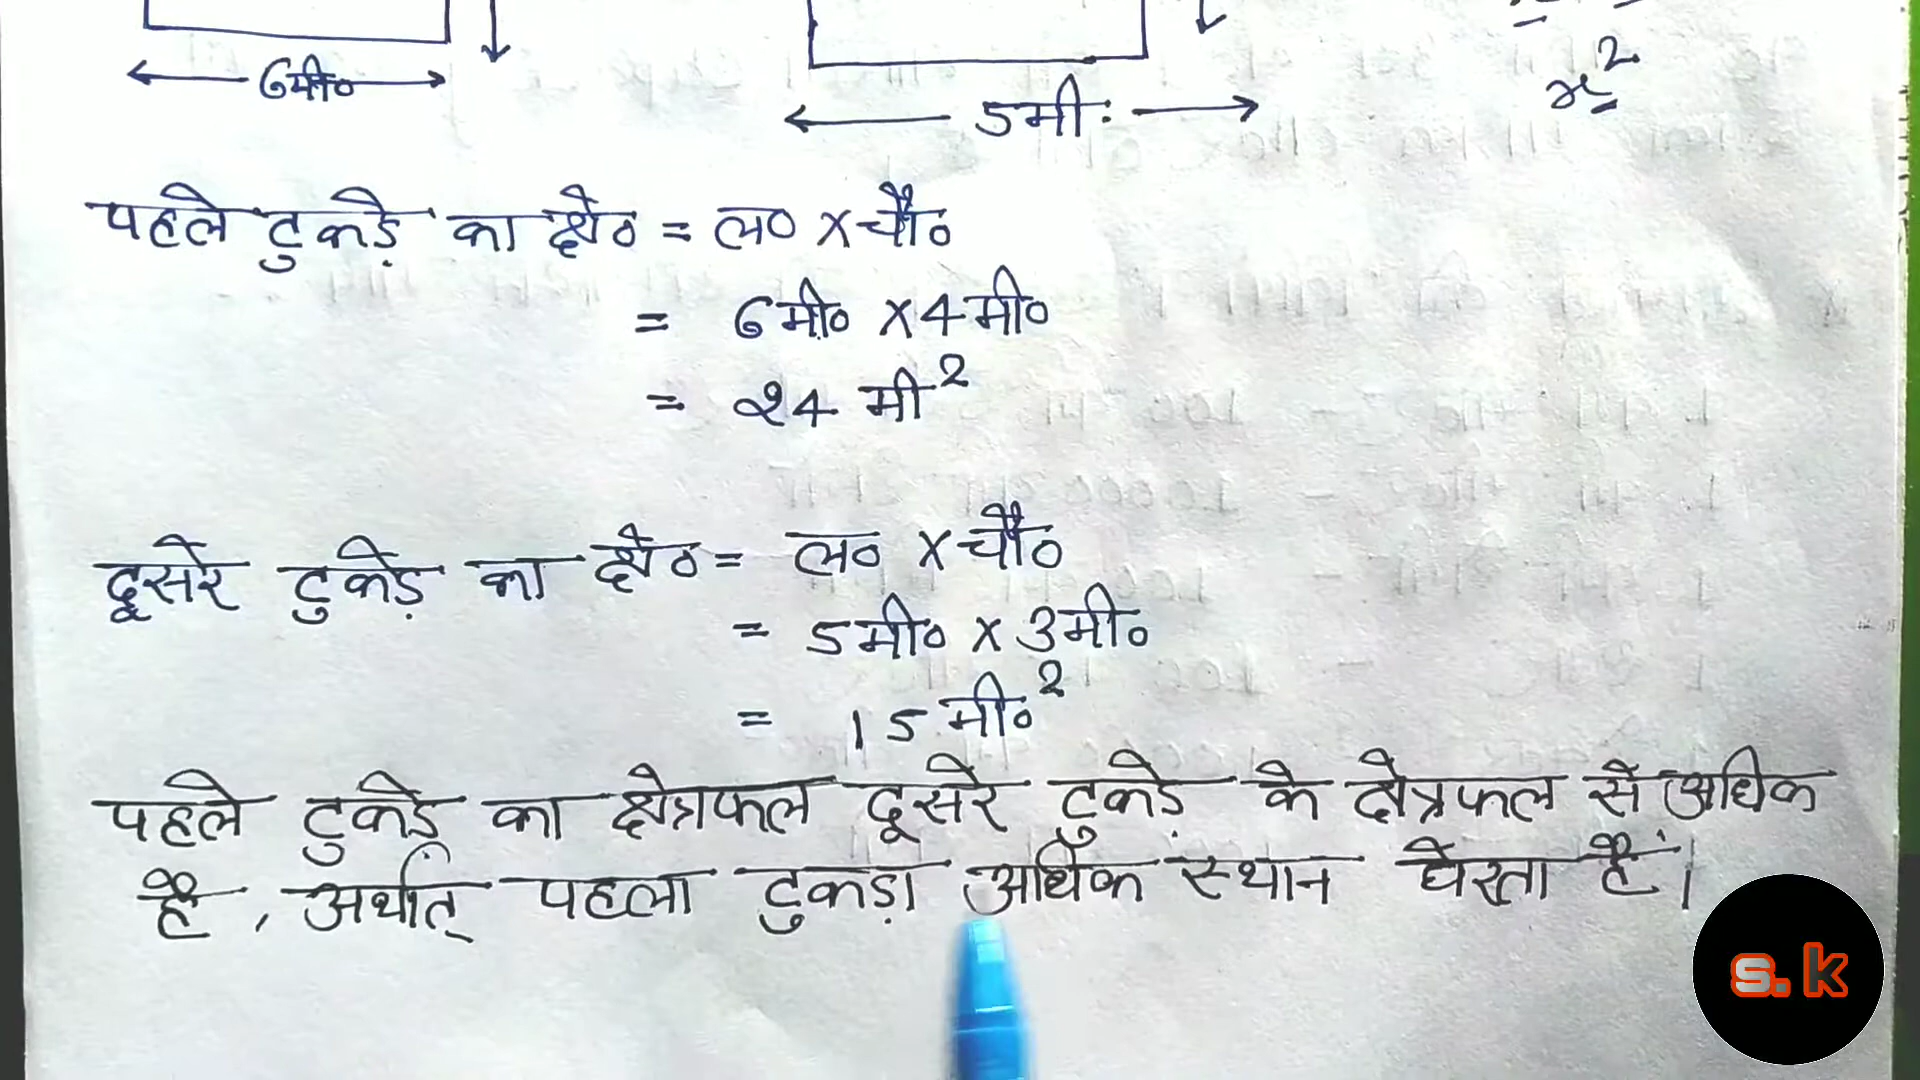 6मी०
5मी॰
x²
पहले टुकड़े का क्षे० = ल० x चौ०
= 6मी० x 4मी०
= 24 मी²
दूसरे टुकड़े का क्षे० = ल० x चौ०
= 5मी० x 3मी०
= 15 मी०²
पहले टुकड़े का क्षेत्रफल दूसरे टुकड़े के क्षेत्रफल से अधिक
है, अर्थात् पहला टुकड़ा अधिक स्थान घेरता है।
s.k